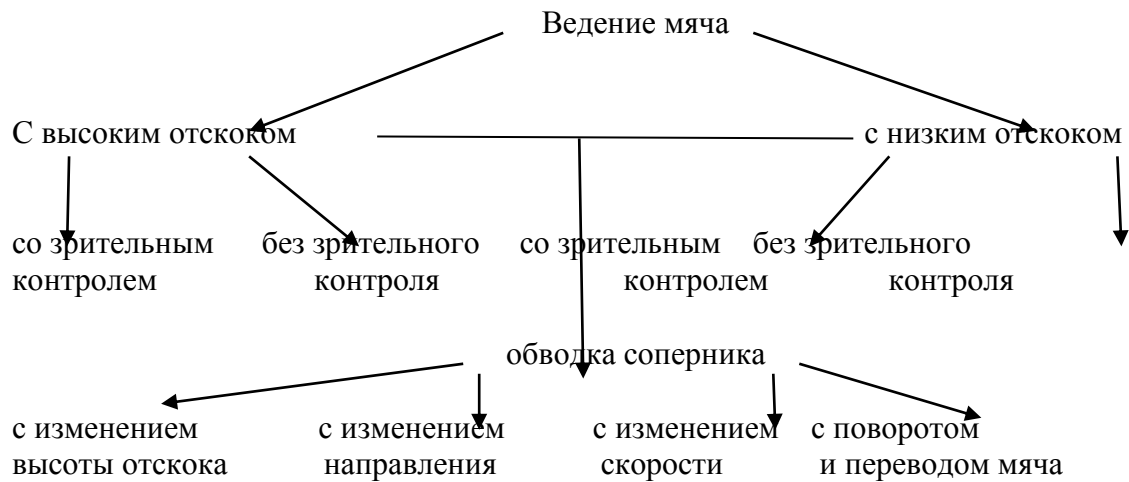 Ведение мяча
С высоким отскоком с низким отскоком
со зрительным без зрительного со зрительным без зрительного
контролем контроля контролем контроля
обводка соперника
с изменением с изменением с изменением с поворотом
высоты отскока направления скорости и переводом мяча